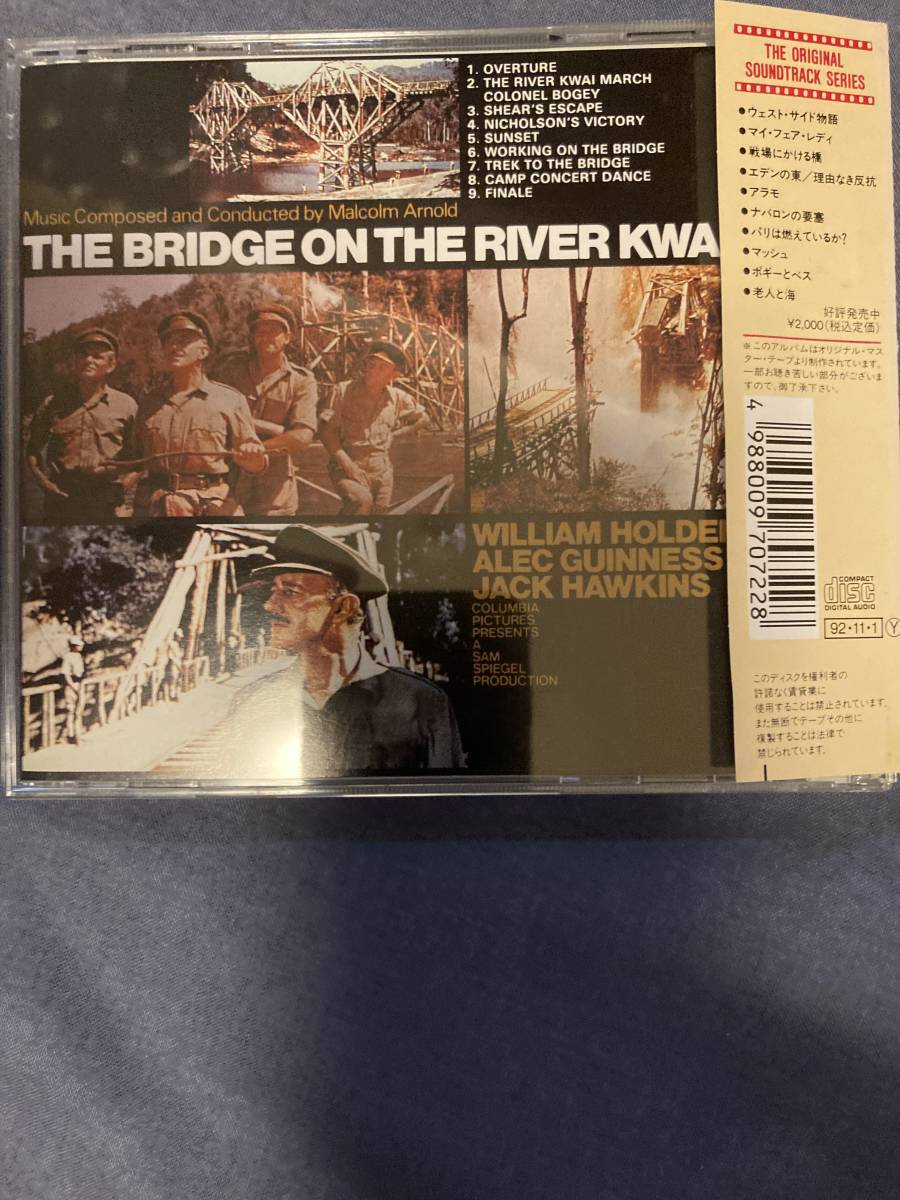 1. OVERTURE
2. THE RIVER KWAI MARCH
COLONEL BOGEY
3. SHEAR'S ESCAPE
4. NICHOLSON'S VICTORY
5. SUNSET
6. WORKING ON THE BRIDGE
7. TREK TO THE BRIDGE
8. CAMP CONCERT DANCE
9. FINALE
Music Composed and Conducted by Malcolm Arnold
THE BRIDGE ON THE RIVER KWA
WILLIAM HOLDE
ALEC GUINNESS
JACK HAWKINS
COLUMBIA
PICTURES
PRESENTS
A
SAM
SPIEGEL
PRODUCTION
THE ORIGINAL
SOUNDTRACK SERIES
●ウェスト・サイド物語
●マイ・フェア・レディ
●戦場にかける橋
●エデンの東/理由なき反抗
●アラモ
●ナバロンの要塞
●パリは燃えているか?
●マッシュ
●ポギーとベス
●老人と海
好評発売中
¥2,000(税込定価)
※このアルバムはオリジナル・マス
ター・テープより制作されています。
一部お聴き苦しい部分がございま
すので、御了承下さい。
4 988009 707228
COMPACT
disc
DIGITAL AUDIO
92・11・1 Y
このディスクを権利者の
許諾なく賃貸業に
使用することは禁止されています。
また無断でテープその他に
複製することは法律で
禁じられています。